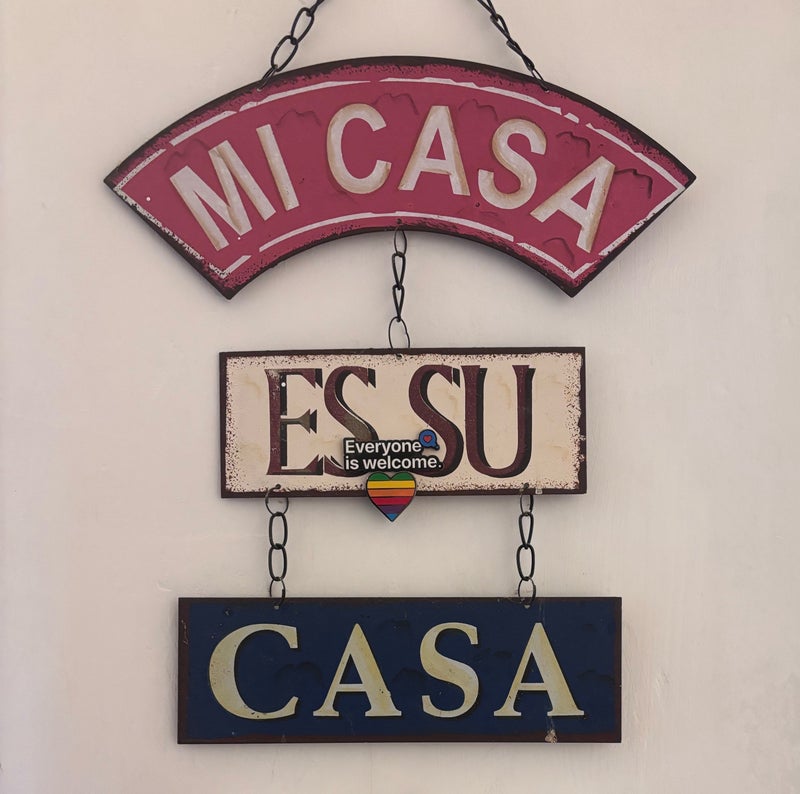 MI CASA
ES SU
Everyone
is welcome.
CASA